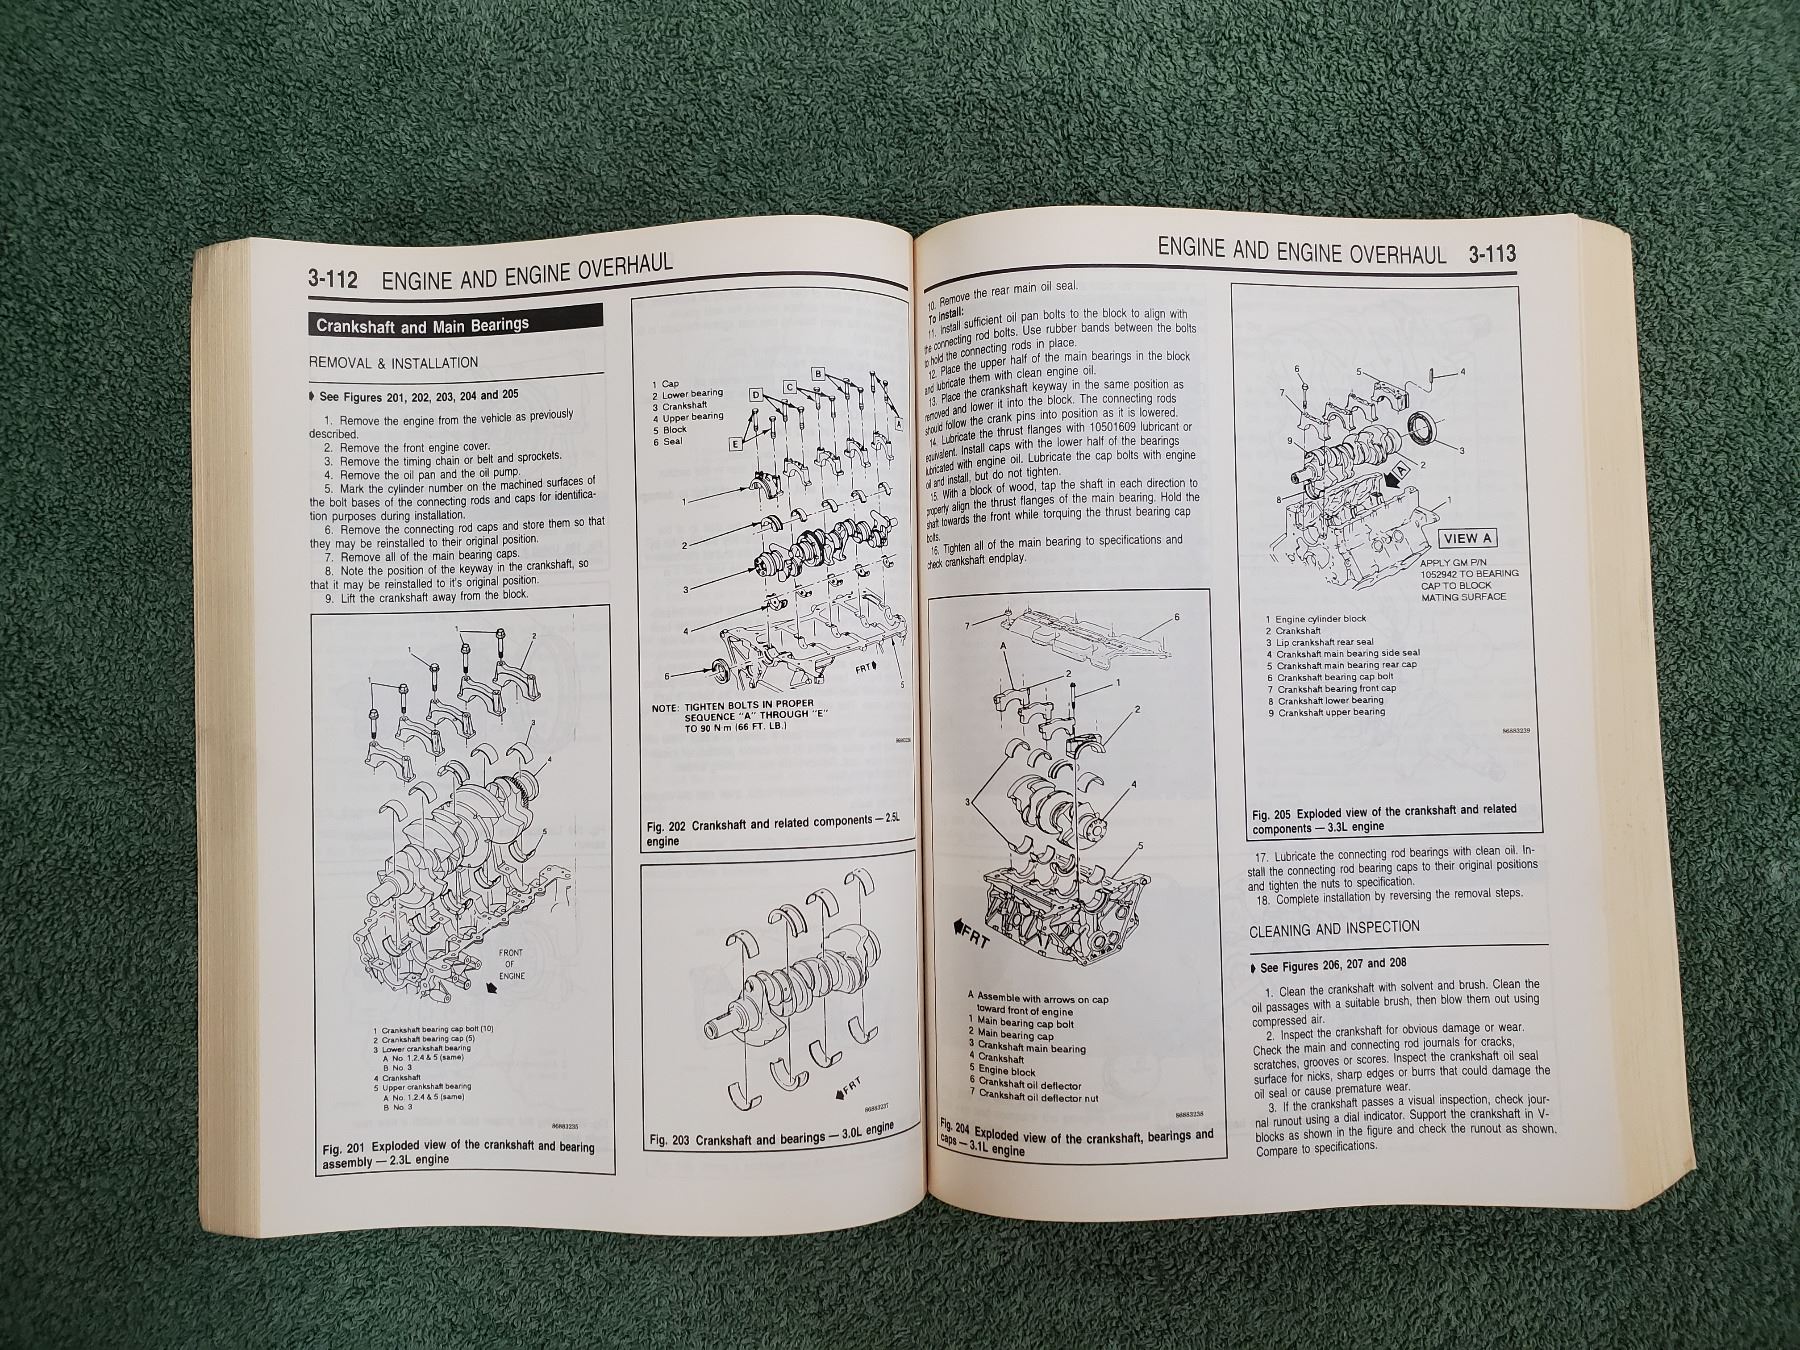 3-112 ENGINE AND ENGINE OVERHAUL
Crankshaft and Main Bearings
REMOVAL & INSTALLATION
See Figures 201, 202, 203, 204 and 205
1. Remove the engine from the vehicle as previously
described.
2. Remove the front engine cover.
3. Remove the timing chain or belt and sprockets.
4. Remove the oil pan and the oil pump.
5. Mark the cylinder number on the machined surfaces of
the bolt bases of the connecting rods and caps for identifica-
tion purposes during installation.
6. Remove the connecting rod caps and store them so that
they may be reinstalled to their original position.
7. Remove all of the main bearing caps.
8. Note the position of the keyway in the crankshaft, so
that it may be reinstalled to it's original position.
9. Lift the crankshaft away from the block.
1
1
1
2
1
3
4
5
FRONT
OF
ENGINE
1 Crankshaft bearing cap bolt (10)
2 Crankshaft bearing cap (5)
3 Lower crankshaft bearing
A No. 1,2,4 & 5 (same)
B No. 3
4 Crankshaft
5 Upper crankshaft bearing
A No. 1,2,4 & 5 (same)
B No. 3
86883235
Fig. 201 Exploded view of the crankshaft and bearing
assembly — 2.3L engine
1 Cap
2 Lower bearing
3 Crankshaft
4 Upper bearing
5 Block
6 Seal
B
C
D
A
E
1
2
3
4
6
FRT
5
NOTE: TIGHTEN BOLTS IN PROPER
SEQUENCE "A" THROUGH "E"
TO 90 N·m (66 FT. LB.)
Fig. 202 Crankshaft and related components — 2.5L
engine
FRT
86883237
Fig. 203 Crankshaft and bearings — 3.0L engine
ENGINE AND ENGINE OVERHAUL 3-113
10. Remove the rear main oil seal.
To install:
11. Install sufficient oil pan bolts to the block to align with
the connecting rod bolts. Use rubber bands between the bolts
to hold the connecting rods in place.
12. Place the upper half of the main bearings in the block
and lubricate them with clean engine oil.
13. Place the crankshaft keyway in the same position as
removed and lower it into the block. The connecting rods
should follow the crank pins into position as it is lowered.
14. Lubricate the thrust flanges with 10501609 lubricant or
equivalent. Install caps with the lower half of the bearings
lubricated with engine oil. Lubricate the cap bolts with engine
oil and install, but do not tighten.
15. With a block of wood, tap the shaft in each direction to
properly align the thrust flanges of the main bearing. Hold the
shaft towards the front while torquing the thrust bearing cap
bolts.
16. Tighten all of the main bearing to specifications and
check crankshaft endplay.
7
6
A
2
1
2
3
4
5
FRT
A Assemble with arrows on cap
toward front of engine
1 Main bearing cap bolt
2 Main bearing cap
3 Crankshaft main bearing
4 Crankshaft
5 Engine block
6 Crankshaft oil deflector
7 Crankshaft oil deflector nut
86883238
Fig. 204 Exploded view of the crankshaft, bearings and
caps — 3.1L engine
6
5
4
7
9
3
A
2
8
1
VIEW A
APPLY GM P/N
1052942 TO BEARING
CAP TO BLOCK
MATING SURFACE
1 Engine cylinder block
2 Crankshaft
3 Lip crankshaft rear seal
4 Crankshaft main bearing side seal
5 Crankshaft main bearing rear cap
6 Crankshaft bearing cap bolt
7 Crankshaft bearing front cap
8 Crankshaft lower bearing
9 Crankshaft upper bearing
86883239
Fig. 205 Exploded view of the crankshaft and related
components — 3.3L engine
17. Lubricate the connecting rod bearings with clean oil. In-
stall the connecting rod bearing caps to their original positions
and tighten the nuts to specification.
18. Complete installation by reversing the removal steps.
CLEANING AND INSPECTION
See Figures 206, 207 and 208
1. Clean the crankshaft with solvent and brush. Clean the
oil passages with a suitable brush, then blow them out using
compressed air.
2. Inspect the crankshaft for obvious damage or wear.
Check the main and connecting rod journals for cracks,
scratches, grooves or scores. Inspect the crankshaft oil seal
surface for nicks, sharp edges or burrs that could damage the
oil seal or cause premature wear.
3. If the crankshaft passes a visual inspection, check jour-
nal runout using a dial indicator. Support the crankshaft in V-
blocks as shown in the figure and check the runout as shown.
Compare to specifications.